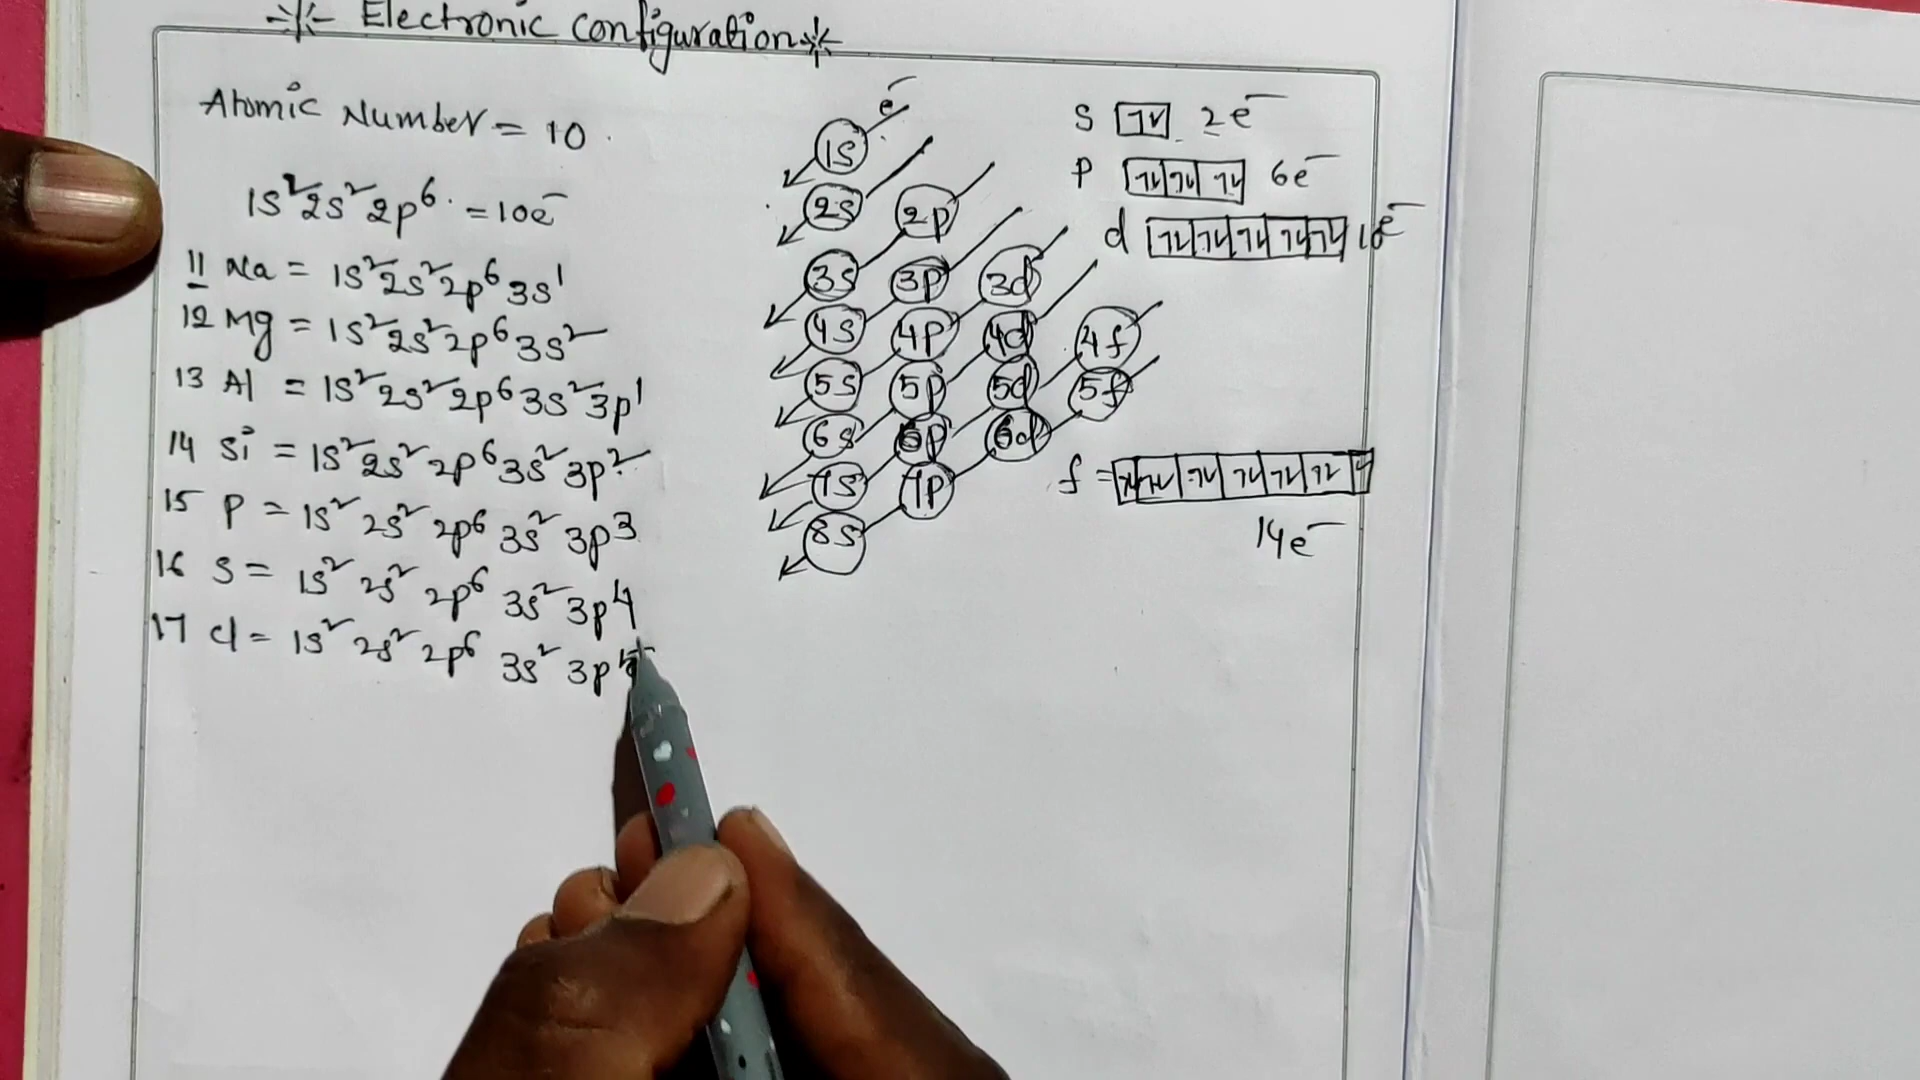 Electronic Configuration
Atomic Number = 10
1s² 2s² 2p⁶ = 10e⁻
11 Na = 1s² 2s² 2p⁶ 3s¹
12 Mg = 1s² 2s² 2p⁶ 3s²
13 Al = 1s² 2s² 2p⁶ 3s² 3p¹
14 Si = 1s² 2s² 2p⁶ 3s² 3p²
15 P = 1s² 2s² 2p⁶ 3s² 3p³
16 S = 1s² 2s² 2p⁶ 3s² 3p⁴
17 Cl = 1s² 2s² 2p⁶ 3s² 3p
e⁻
1s
2s 2p
3s 3p 3d
4s 4p 4d 4f
5s 5p 5d 5f
6s 6p 6d
7s 7p
8s
S 2e⁻
P 6e⁻
d 10e⁻
f =
14e⁻